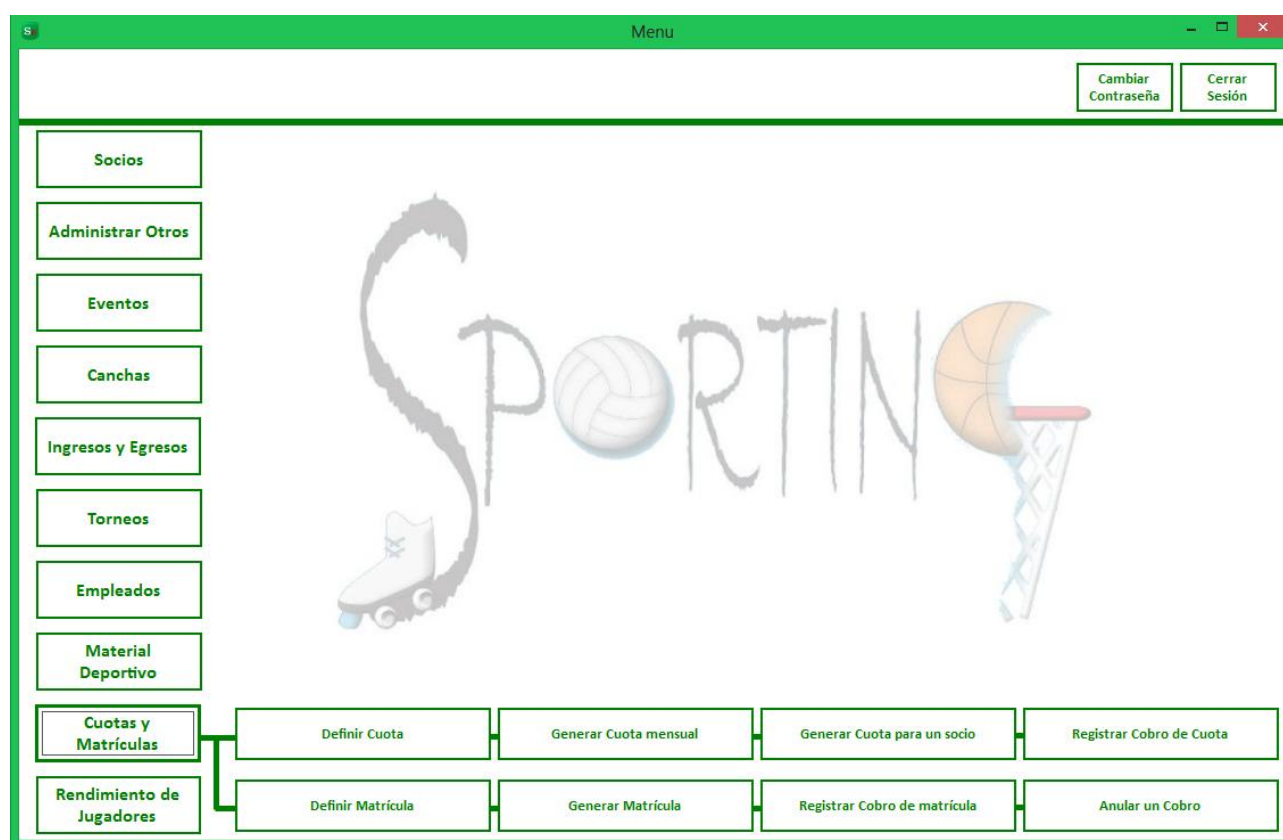 S
Menu
Cambiar
Contraseña
Cerrar
Sesión
Socios
Administrar Otros
Eventos
Canchas
Ingresos y Egresos
Torneos
Empleados
Material
Deportivo
Cuotas y
Matrículas
Rendimiento de
Jugadores
SPORTING
Definir Cuota
Generar Cuota mensual
Generar Cuota para un socio
Registrar Cobro de Cuota
Definir Matrícula
Generar Matrícula
Registrar Cobro de matrícula
Anular un Cobro